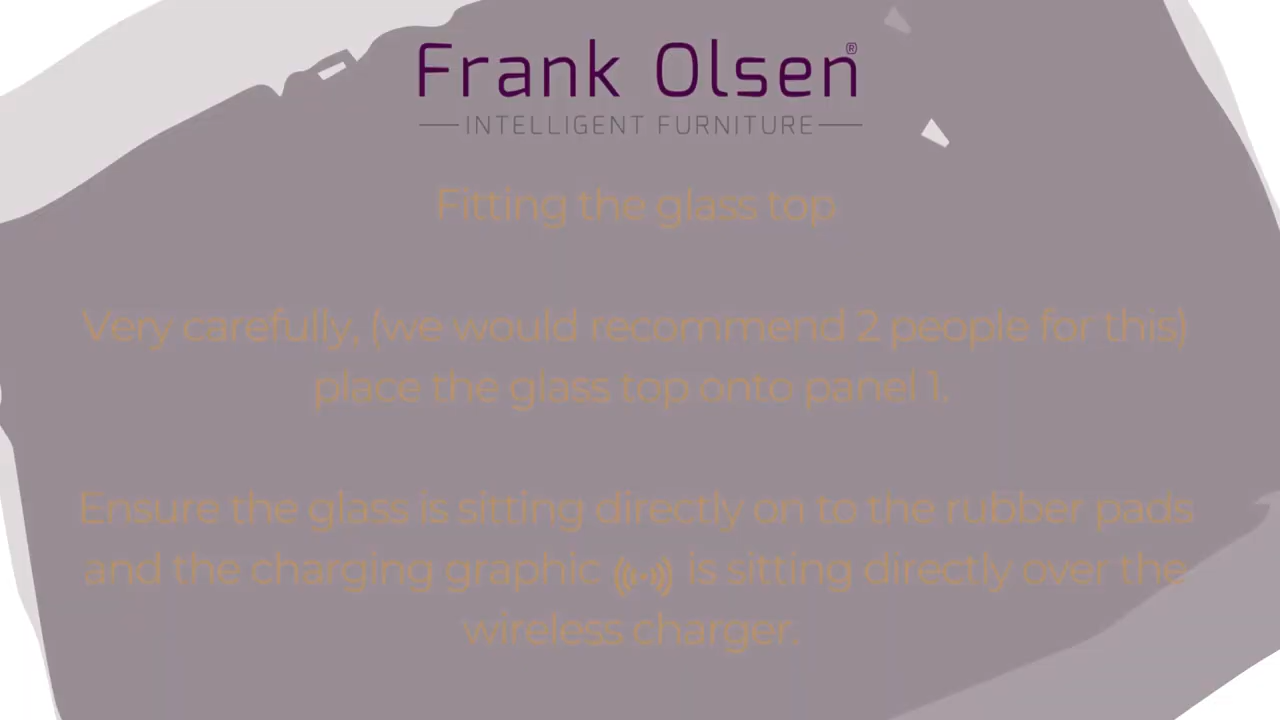 Frank Olsen®
INTELLIGENT FURNITURE
Fitting the glass top
Very carefully, (we would recommend 2 people for this)
place the glass top onto panel 1.
Ensure the glass is sitting directly on to the rubber pads
and the charging graphic is sitting directly over the
wireless charger.